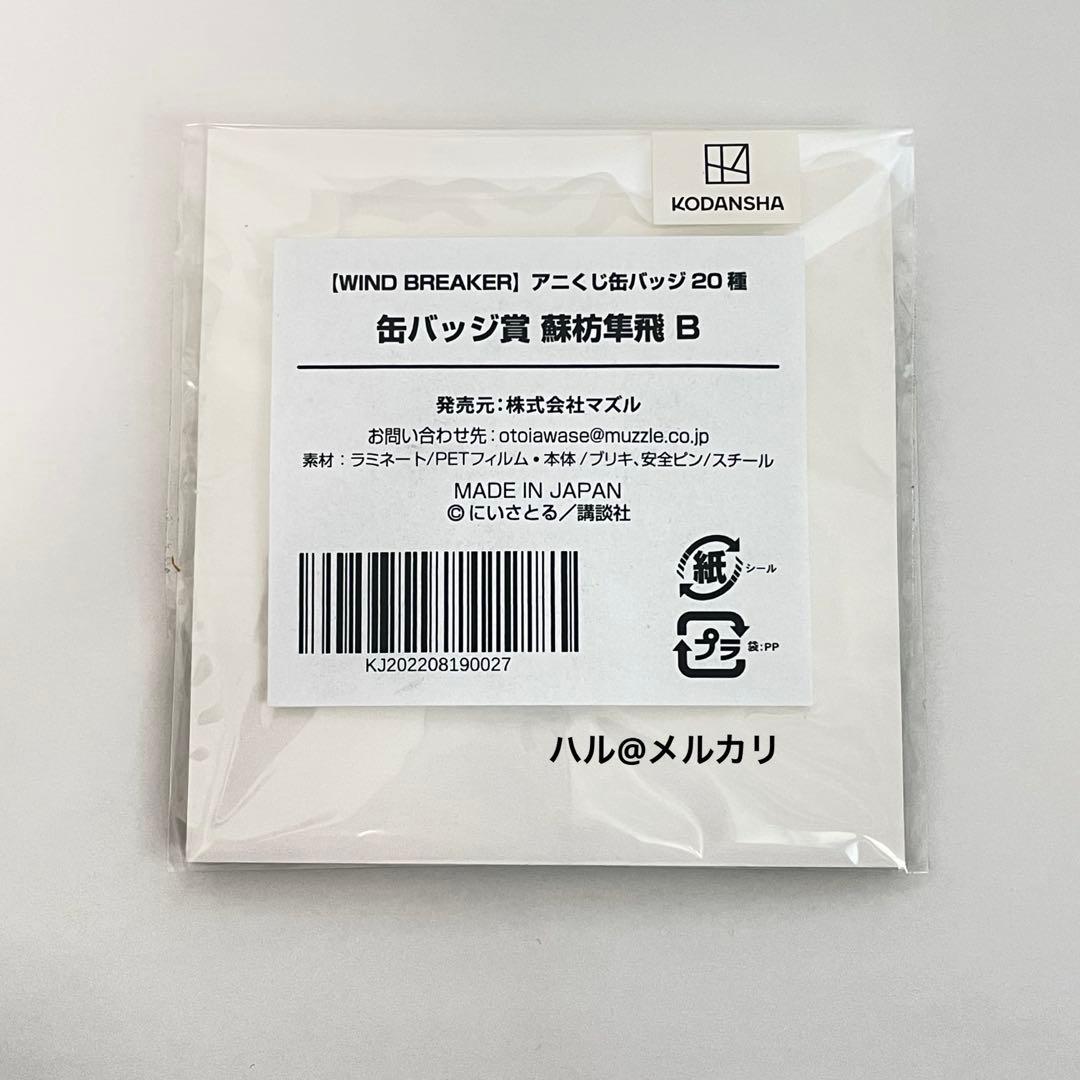 KODANSHA
【WIND BREAKER】アニくじ缶バッジ20種
缶バッジ賞 蘇枋隼飛 B
発売元:株式会社マズル
お問い合わせ先:otoiawase@muzzle.co.jp
素材:ラミネート/PETフィルム・本体/ブリキ、安全ピン/スチール
MADE IN JAPAN
©にいさとる/講談社
紙 シール
KJ202208190027
プラ 袋:PP
ハル@メルカリ